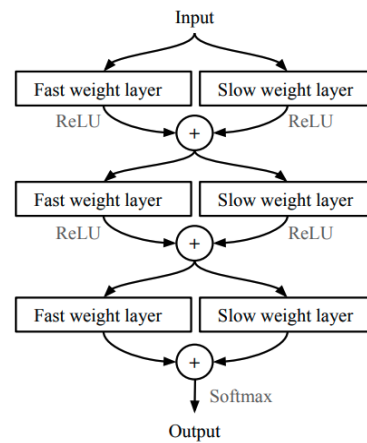 Input
Fast weight layer Slow weight layer
ReLU ReLU
+
Fast weight layer Slow weight layer
ReLU ReLU
+
Fast weight layer Slow weight layer
+
Softmax
Output